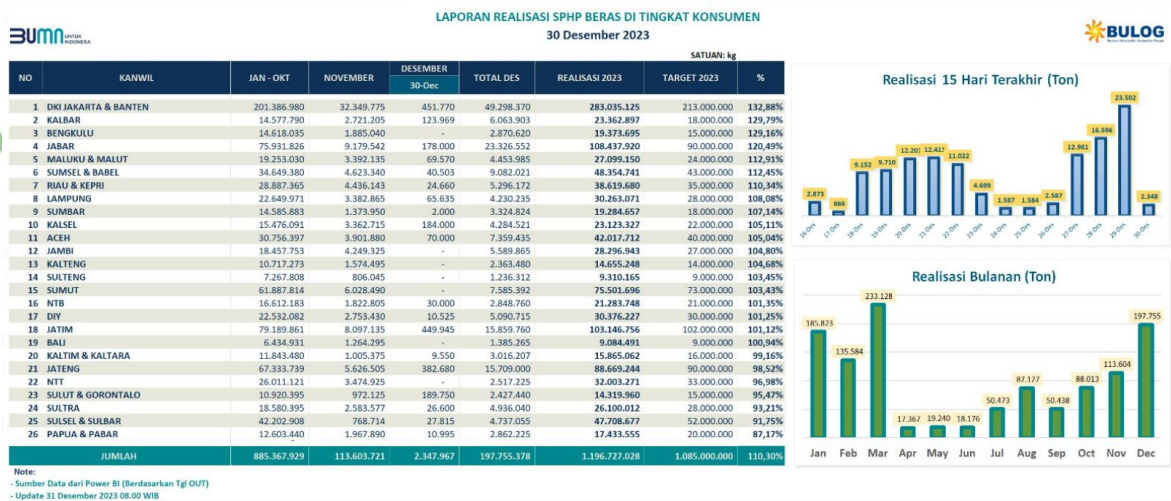 LAPORAN REALISASI SPHP BERAS DI TINGKAT KONSUMEN
30 Desember 2023
BUMN UNTUK INDONESIA
BULOG
SATUAN: kg
NO KANWIL JAN - OKT NOVEMBER DESEMBER 30-Dec TOTAL DES REALISASI 2023 TARGET 2023 %
1 DKI JAKARTA & BANTEN 201.386.980 32.349.775 451.770 49.298.370 283.035.125 213.000.000 132,88%
2 KALBAR 14.577.790 2.721.205 123.969 6.063.903 23.362.897 18.000.000 129,79%
3 BENGKULU 14.618.035 1.885.040 - 2.870.620 19.373.695 15.000.000 129,16%
4 JABAR 75.931.826 9.179.542 178.000 23.326.552 108.437.920 90.000.000 120,49%
5 MALUKU & MALUT 19.253.030 3.392.135 69.570 4.453.985 27.099.150 24.000.000 112,91%
6 SUMSEL & BABEL 34.649.380 4.623.340 40.503 9.082.021 48.354.741 43.000.000 112,45%
7 RIAU & KEPRI 28.887.365 4.436.143 24.660 5.296.172 38.619.680 35.000.000 110,34%
8 LAMPUNG 22.649.971 3.382.865 65.635 4.230.235 30.263.071 28.000.000 108,08%
9 SUMBAR 14.585.883 1.373.950 2.000 3.324.824 19.284.657 18.000.000 107,14%
10 KALSEL 15.476.091 3.362.715 184.000 4.284.521 23.123.327 22.000.000 105,11%
11 ACEH 30.756.397 3.901.880 70.000 7.359.435 42.017.712 40.000.000 105,04%
12 JAMBI 18.457.753 4.249.325 - 5.589.865 28.296.943 27.000.000 104,80%
13 KALTENG 10.717.273 1.574.495 - 2.363.480 14.655.248 14.000.000 104,68%
14 SULTENG 7.267.808 806.045 - 1.236.312 9.310.165 9.000.000 103,45%
15 SUMUT 61.887.814 6.028.490 - 7.585.392 75.501.696 73.000.000 103,43%
16 NTB 16.612.183 1.822.805 30.000 2.848.760 21.283.748 21.000.000 101,35%
17 DIY 22.532.082 2.753.430 10.525 5.090.715 30.376.227 30.000.000 101,25%
18 JATIM 79.189.861 8.097.135 449.945 15.859.760 103.146.756 102.000.000 101,12%
19 BALI 6.434.931 1.264.295 - 1.385.265 9.084.491 9.000.000 100,94%
20 KALTIM & KALTARA 11.843.480 1.005.375 9.550 3.016.207 15.865.062 16.000.000 99,16%
21 JATENG 67.333.739 5.626.505 382.680 15.709.000 88.669.244 90.000.000 98,52%
22 NTT 26.011.121 3.474.925 - 2.517.225 32.003.271 33.000.000 96,98%
23 SULUT & GORONTALO 10.920.395 972.125 189.750 2.427.440 14.319.960 15.000.000 95,47%
24 SULTRA 18.580.395 2.583.577 26.600 4.936.040 26.100.012 28.000.000 93,21%
25 SULSEL & SULBAR 42.202.908 768.714 27.815 4.737.055 47.708.677 52.000.000 91,75%
26 PAPUA & PABAR 12.603.440 1.967.890 10.995 2.862.225 17.433.555 20.000.000 87,17%
JUMLAH 885.367.929 113.603.721 2.347.967 197.755.378 1.196.727.028 1.085.000.000 110,30%
Note:
- Sumber Data dari Power BI (Berdasarkan Tgl OUT)
- Update 31 Desember 2023 08.00 WIB
Realisasi 15 Hari Terakhir (Ton)
2.873 866 9.152 9.710 12.201 12.417 11.022 4.699 1.587 1.584 2.587 12.981 16.596 23.502 2.348
16-Des 17-Des 18-Des 19-Des 20-Des 21-Des 22-Des 23-Des 24-Des 25-Des 26-Des 27-Des 28-Des 29-Des 30-Des
Realisasi Bulanan (Ton)
185.823 135.584 233.128 17.367 19.240 18.176 50.473 87.127 50.438 88.013 113.604 197.755
Jan Feb Mar Apr May Jun Jul Aug Sep Oct Nov Dec